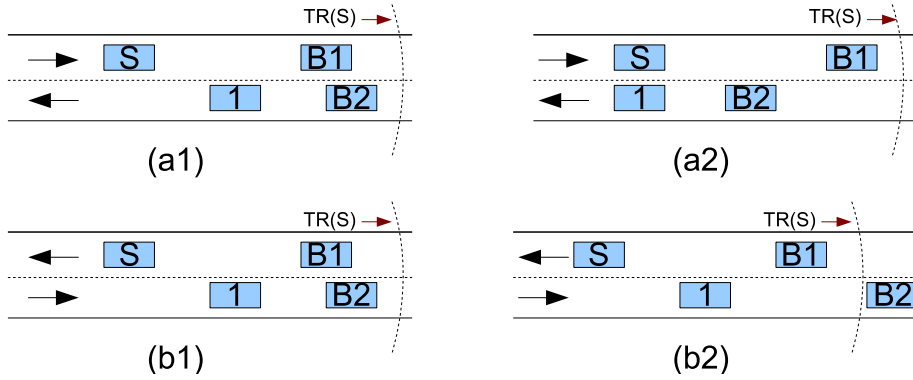 TR(S)
S B1
1 B2
(a1)
TR(S)
S B1
1 B2
(a2)
TR(S)
S B1
1 B2
(b1)
TR(S)
S B1
1 B2
(b2)